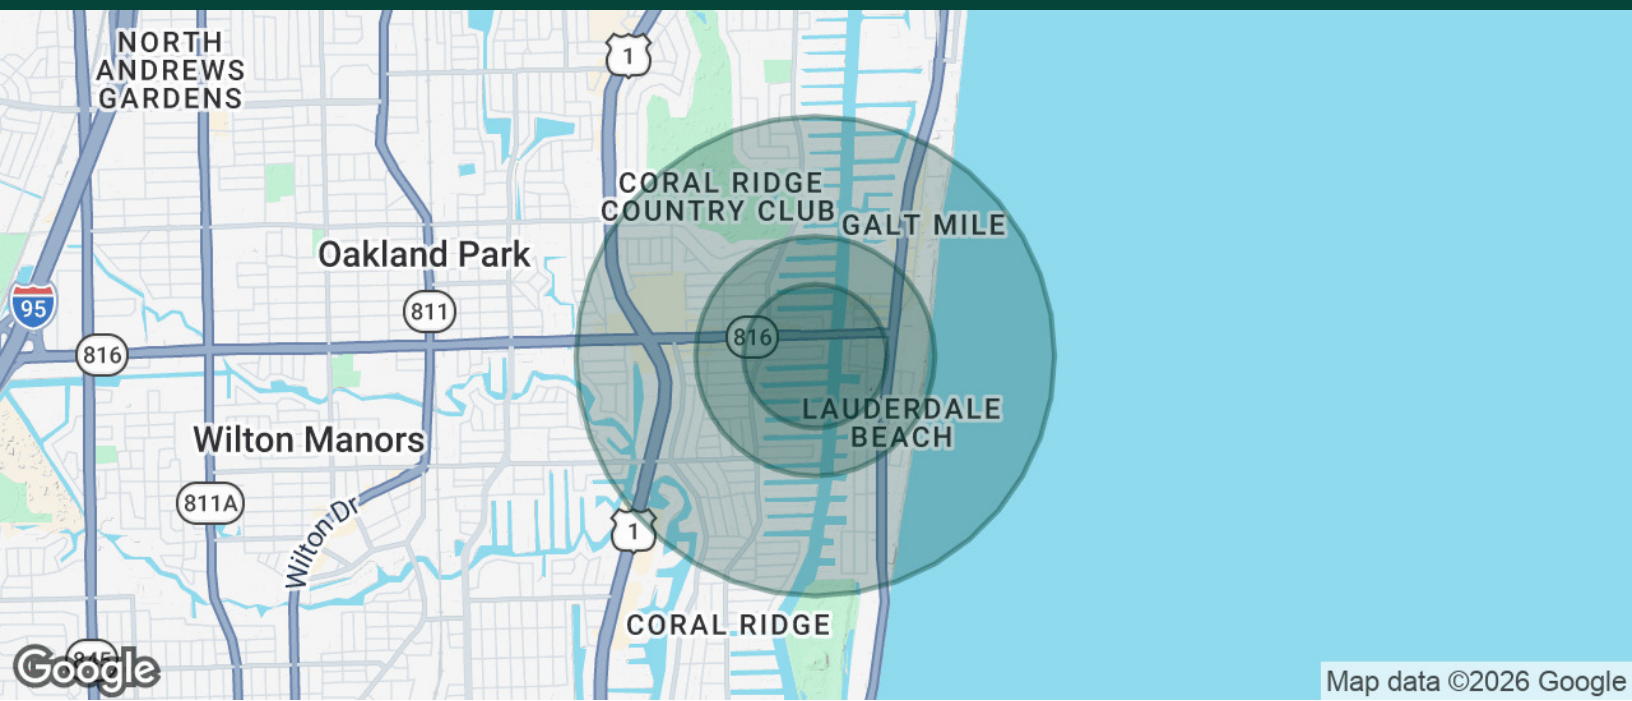 NORTH
ANDREWS
GARDENS
1
CORAL RIDGE
COUNTRY CLUB
GALT MILE
Oakland Park
95
811
816
816
LAUDERDALE
BEACH
Wilton Manors
811A
Wilton Dr
1
CORAL RIDGE
845
Google
Map data ©2026 Google